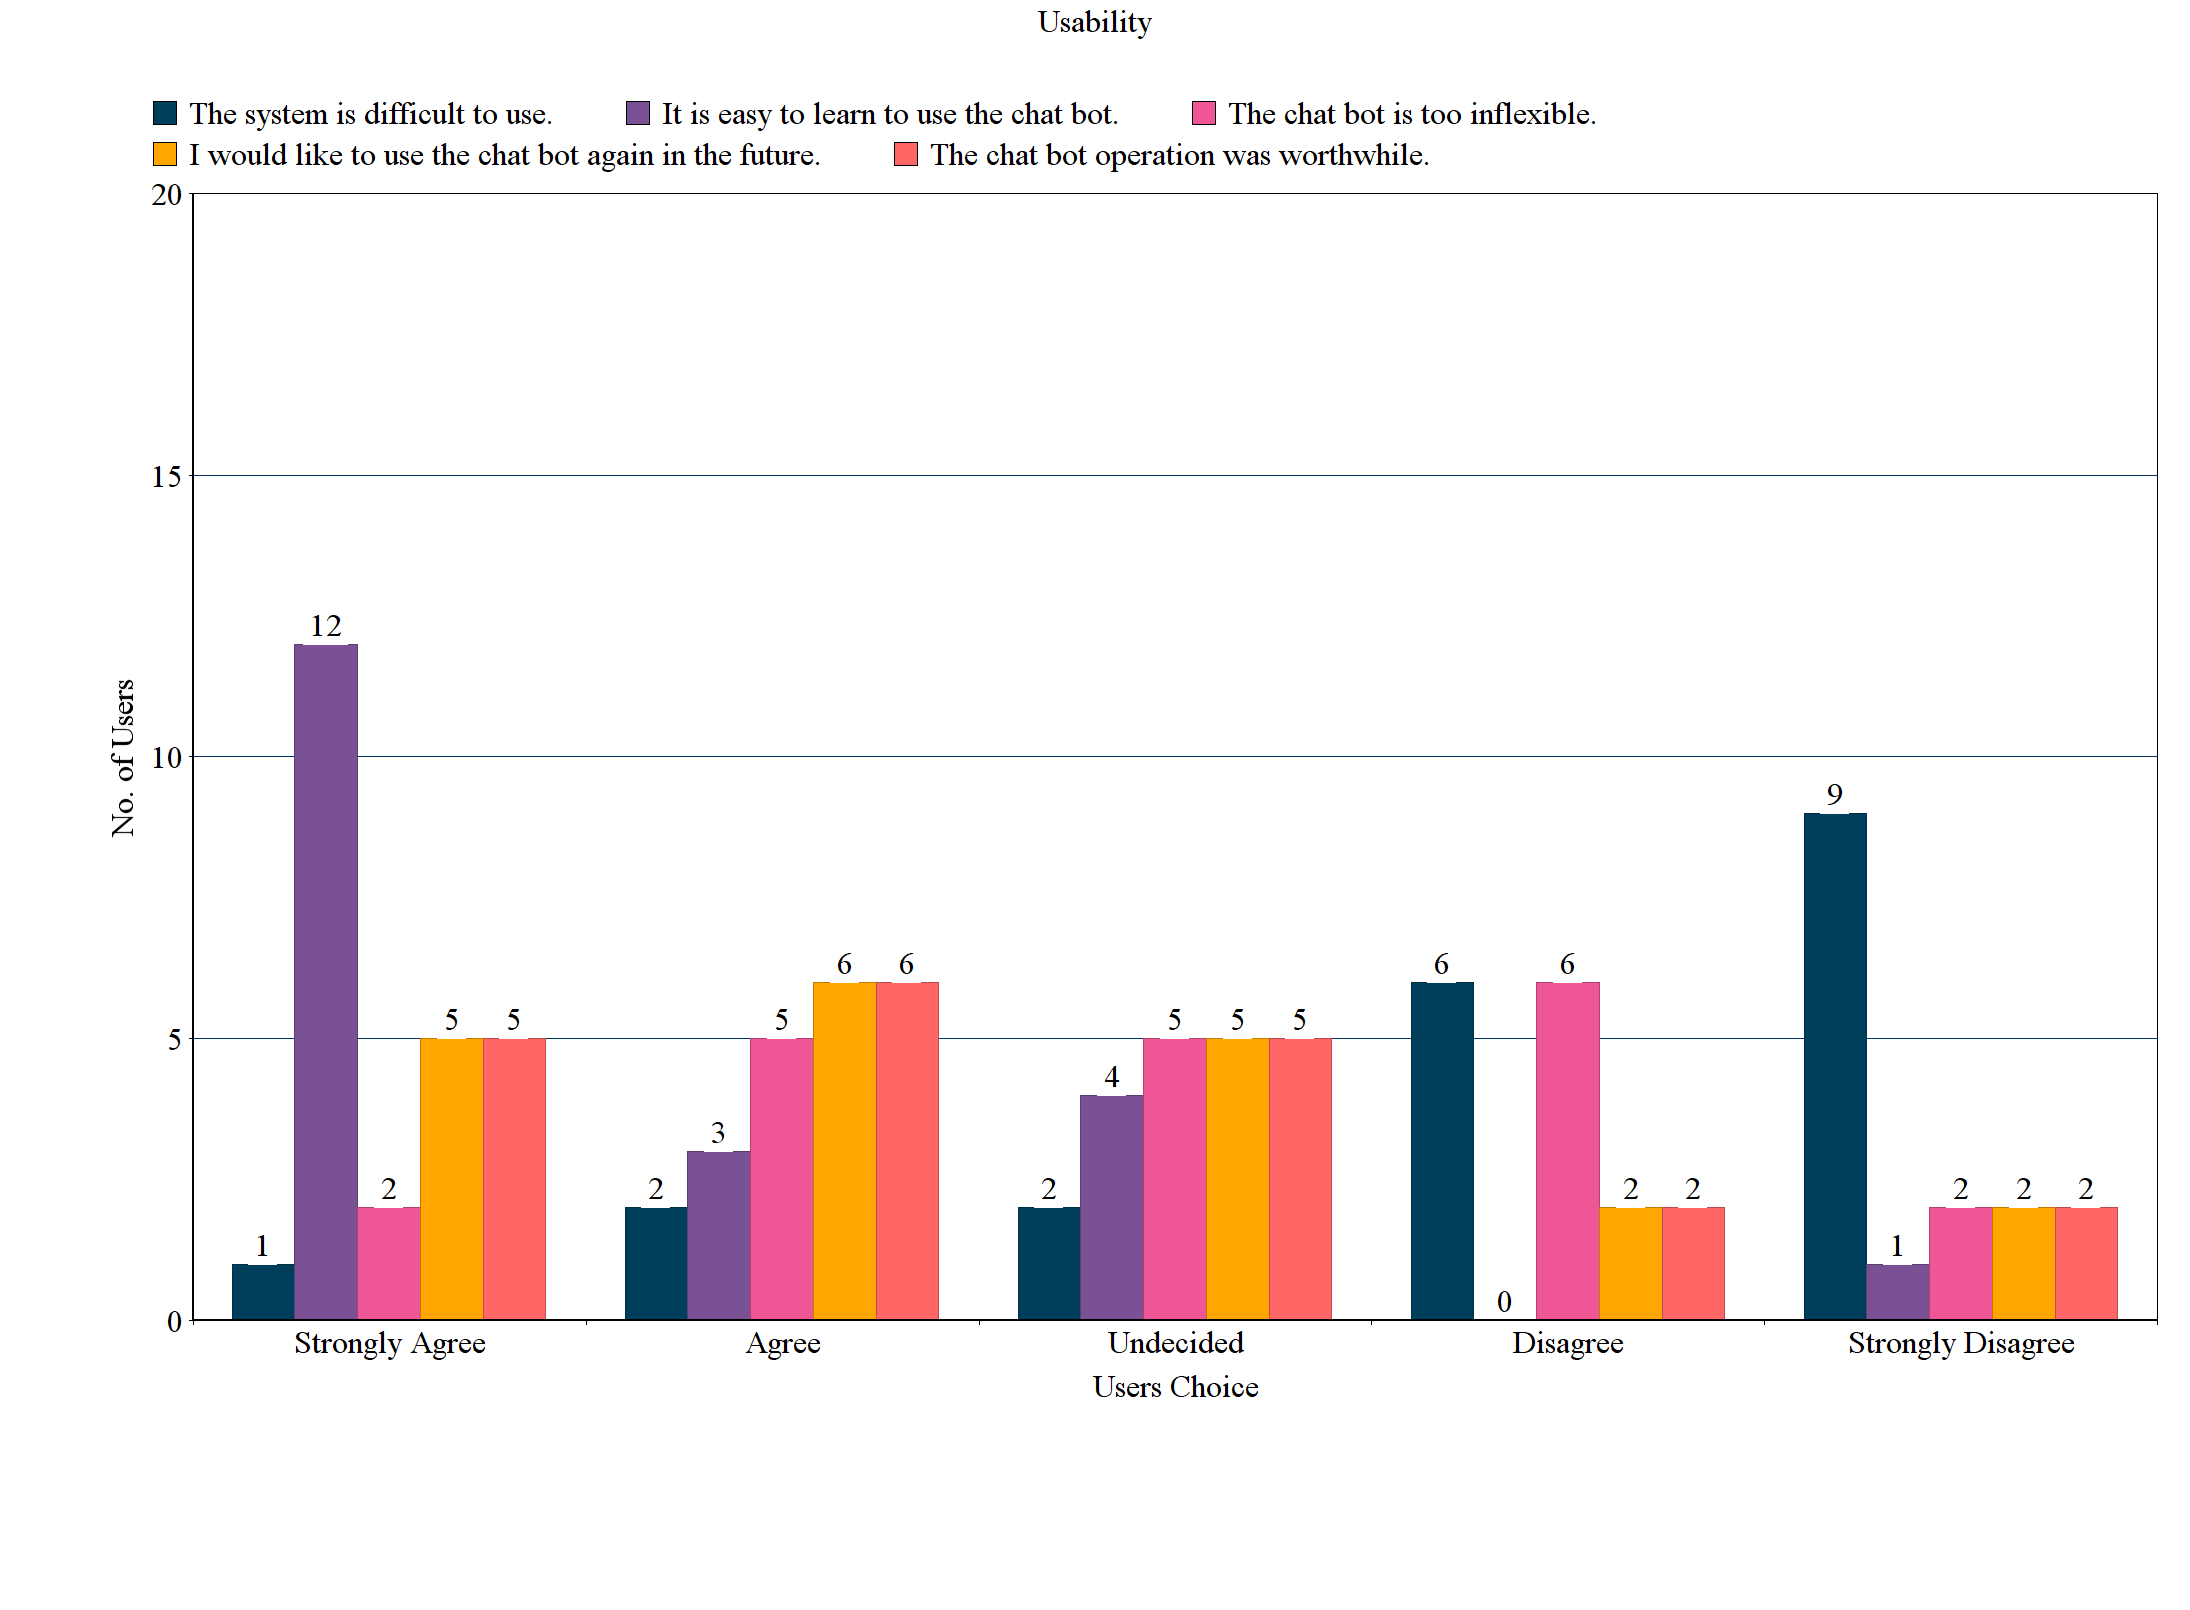 Usability
The system is difficult to use. It is easy to learn to use the chat bot. The chat bot is too inflexible.
I would like to use the chat bot again in the future. The chat bot operation was worthwhile.
20
15
10
5
0
No. of Users
1 12 2 5 5
2 3 5 6 6
2 4 5 5 5
6 0 6 2 2
9 1 2 2 2
Strongly Agree Agree Undecided Disagree Strongly Disagree
Users Choice